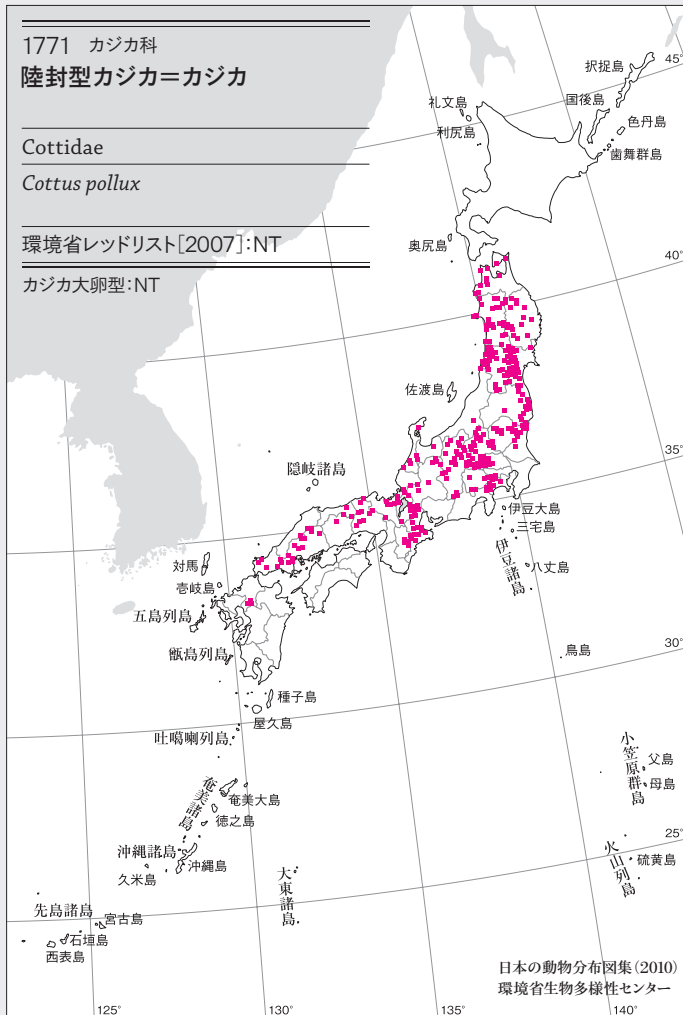 1771 カジカ科
陸封型カジカ=カジカ
Cottidae
Cottus pollux
環境省レッドリスト[2007]:NT
カジカ大卵型:NT
択捉島
45°
礼文島
国後島
利尻島
色丹島
歯舞群島
奥尻島
40°
佐渡島
35°
隠岐諸島
伊豆大島
三宅島
伊豆諸島
八丈島
対馬
壱岐島
五島列島
甑島列島
鳥島
30°
種子島
屋久島
吐噶喇列島
小笠原群島
父島
母島
奄美諸島
奄美大島
徳之島
25°
沖縄諸島
沖縄島
久米島
火山列島
硫黄島
大東諸島
先島諸島
宮古島
石垣島
西表島
日本の動物分布図集(2010)
環境省生物多様性センター
125°
130°
135°
140°